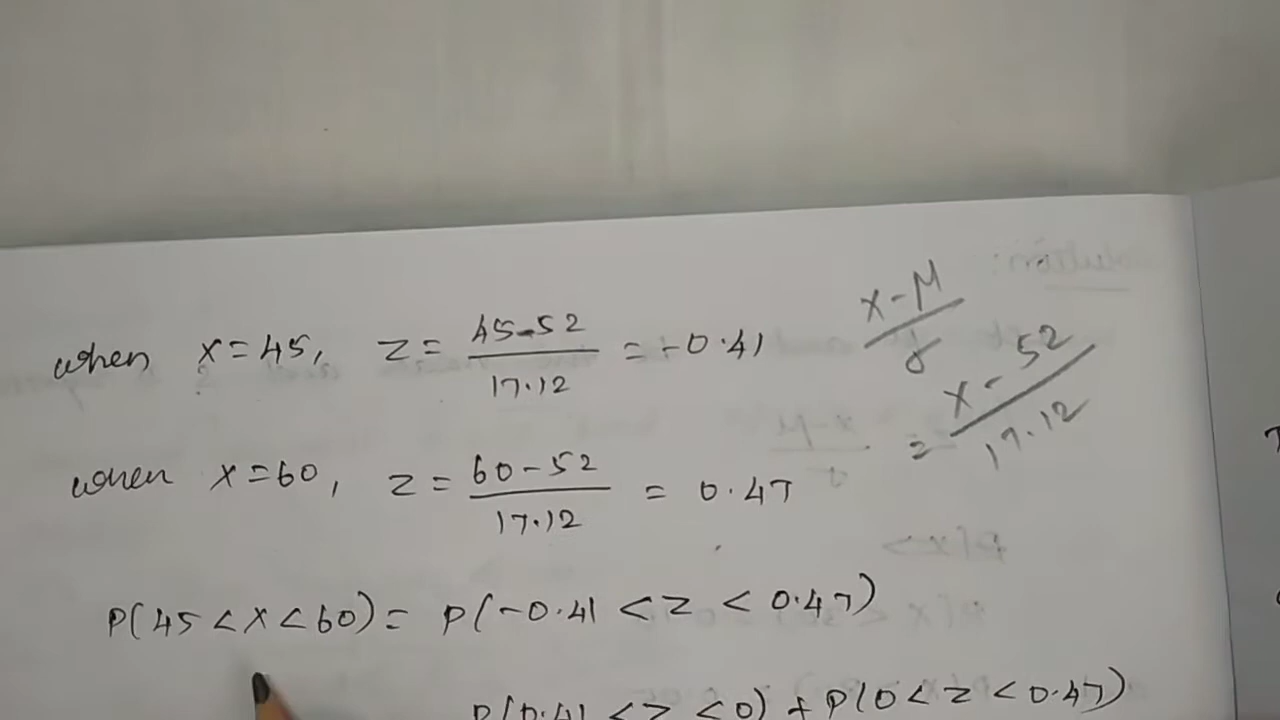 when x=45, z = 45-52 / 17.12 = -0.41
when x=60, z = 60-52 / 17.12 = 0.47
P(45<x<60) = P(-0.41 <z < 0.47)
P(0.41 <z <0) + P(0<z<0.47)
x-μ / σ
= x - 52 / 17.12